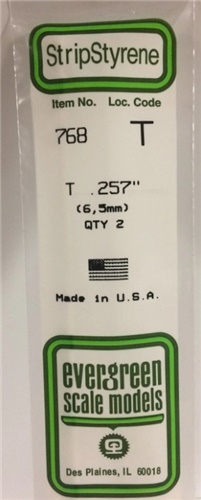 StripStyrene
Item No. Loc. Code
768 T
T .257"
(6,5mm)
QTY 2
Made in U.S.A.
evergreen
scale models
Des Plaines, IL 60018